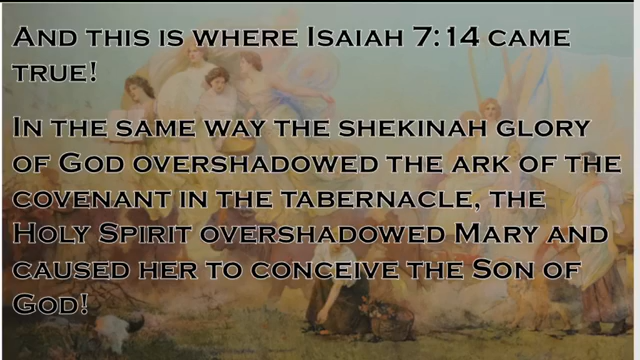 And this is where Isaiah 7:14 came
true!
In the same way the shekinah glory
of God overshadowed the ark of the
covenant in the tabernacle, the
Holy Spirit overshadowed Mary and
caused her to conceive the Son of
God!